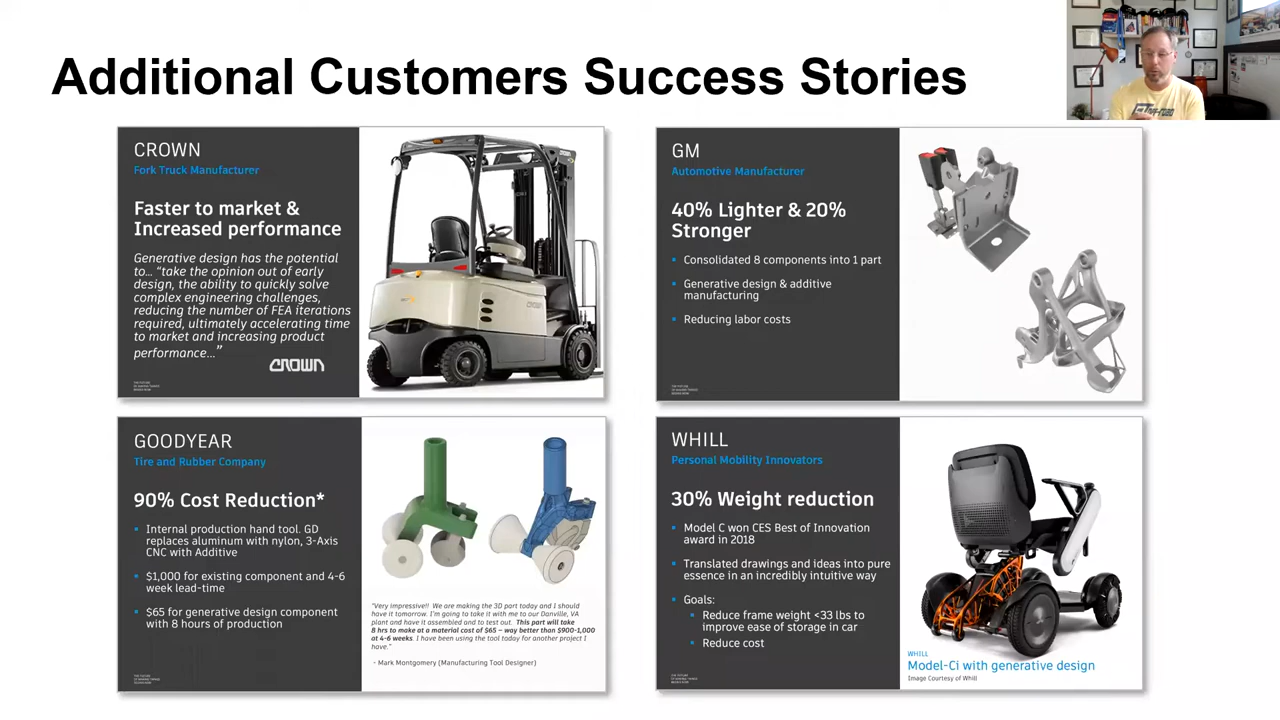 Additional Customers Success Stories
CROWN
Fork Truck Manufacturer
Faster to market &
Increased performance
Generative design has the potential
to... “take the opinion out of early
design, the ability to quickly solve
complex engineering challenges,
reducing the number of FEA iterations
required, ultimately accelerating time
to market and increasing product
performance...”
CROWN
CROWN
GM
Automotive Manufacturer
40% Lighter & 20%
Stronger
Consolidated 8 components into 1 part
Generative design & additive
manufacturing
Reducing labor costs
GOODYEAR
Tire and Rubber Company
90% Cost Reduction*
Internal production hand tool. GD
replaces aluminum with nylon, 3-Axis
CNC with Additive
$1,000 for existing component and 4-6
week lead-time
$65 for generative design component
with 8 hours of production
"Very impressive!! We are making the 3D part today and I should
have it tomorrow. I'm going to take it with me to our Danville, VA
plant and have it assembled and to test out. This part will take
8 hrs to make at a material cost of $65 – way better than $900-1,000
at 4-6 weeks. I have been using the tool today for another project I
have."
- Mark Montgomery (Manufacturing Tool Designer)
WHILL
Personal Mobility Innovators
30% Weight reduction
Model C won CES Best of Innovation
award in 2018
Translated drawings and ideas into pure
essence in an incredibly intuitive way
Goals:
Reduce frame weight <33 lbs to
improve ease of storage in car
Reduce cost
WHILL
Model-Ci with generative design
Image Courtesy of Whill